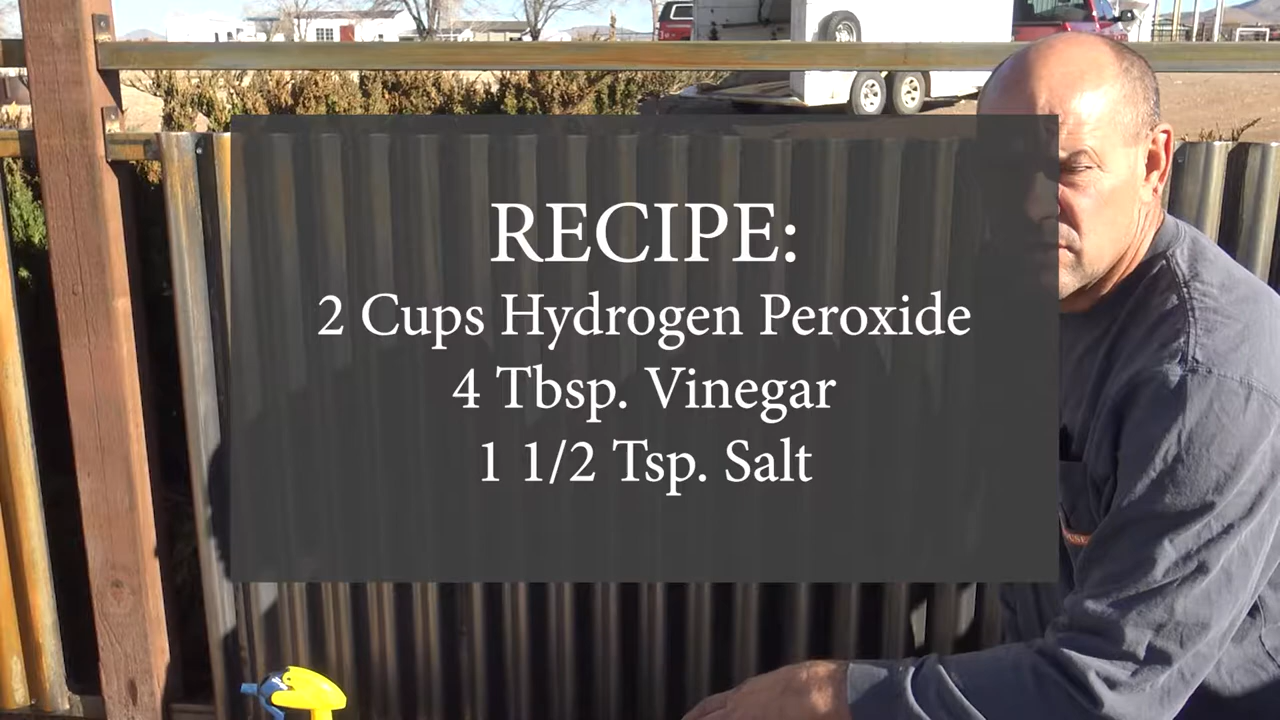 RECIPE:
2 Cups Hydrogen Peroxide
4 Tbsp. Vinegar
1 1/2 Tsp. Salt